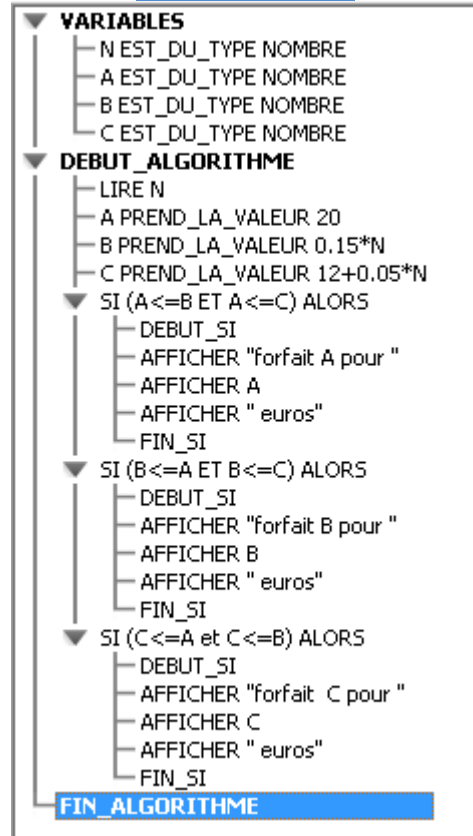 VARIABLES
N EST_DU_TYPE NOMBRE
A EST_DU_TYPE NOMBRE
B EST_DU_TYPE NOMBRE
C EST_DU_TYPE NOMBRE
DEBUT_ALGORITHME
LIRE N
A PREND_LA_VALEUR 20
B PREND_LA_VALEUR 0.15*N
C PREND_LA_VALEUR 12+0.05*N
SI (A<=B ET A<=C) ALORS
DEBUT_SI
AFFICHER "forfait A pour "
AFFICHER A
AFFICHER " euros"
FIN_SI
SI (B<=A ET B<=C) ALORS
DEBUT_SI
AFFICHER "forfait B pour "
AFFICHER B
AFFICHER " euros"
FIN_SI
SI (C<=A et C<=B) ALORS
DEBUT_SI
AFFICHER "forfait  C pour "
AFFICHER C
AFFICHER " euros"
FIN_SI
FIN_ALGORITHME